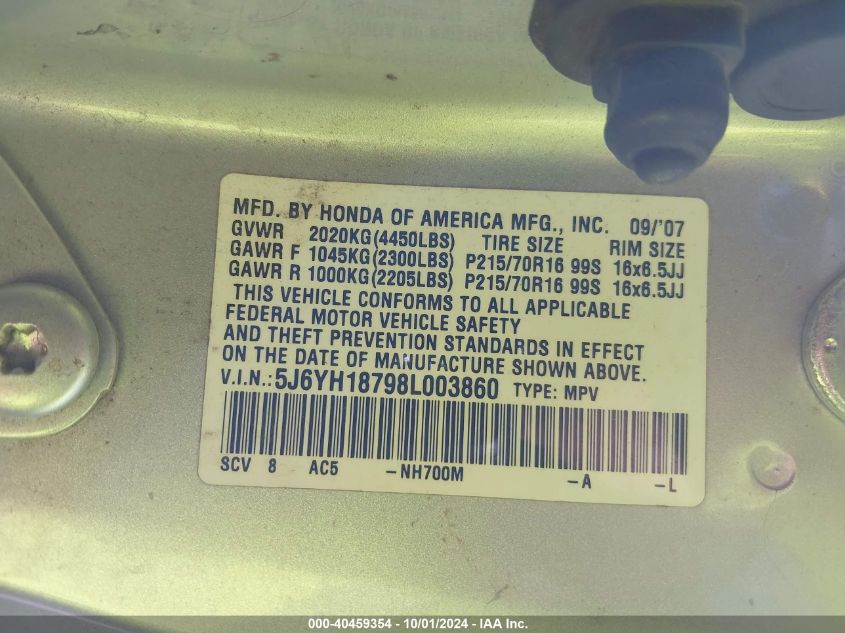 MFD. BY HONDA OF AMERICA MFG., INC. 09/'07
GVWR 2020KG(4450LBS) TIRE SIZE RIM SIZE
GAWR F 1045KG(2300LBS) P215/70R16 99S 16x6.5JJ
GAWR R 1000KG(2205LBS) P215/70R16 99S 16x6.5JJ
THIS VEHICLE CONFORMS TO ALL APPLICABLE
FEDERAL MOTOR VEHICLE SAFETY
AND THEFT PREVENTION STANDARDS IN EFFECT
ON THE DATE OF MANUFACTURE SHOWN ABOVE.
V.I.N.:5J6YH18798L003860 TYPE: MPV
SCV 8 AC5 -NH700M -A -L
000-40459354 - 10/01/2024 - IAA Inc.